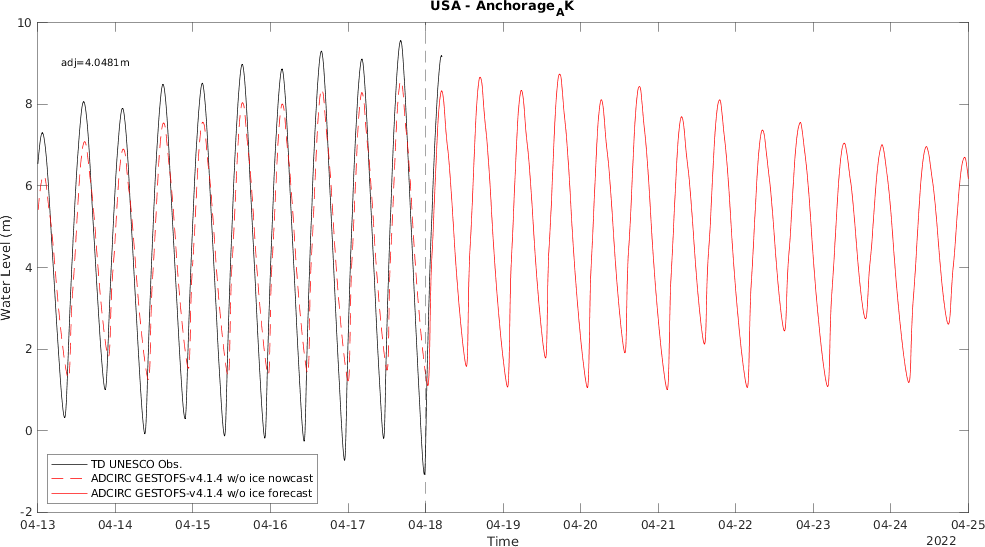 USA - Anchorage_AK
10
adj=4.0481m
8
6
4
2
0
-2
Water Level (m)
TD UNESCO Obs.
ADCIRC GESTOFS-v4.1.4 w/o ice nowcast
ADCIRC GESTOFS-v4.1.4 w/o ice forecast
04-13 04-14 04-15 04-16 04-17 04-18 04-19 04-20 04-21 04-22 04-23 04-24 04-25
Time
2022